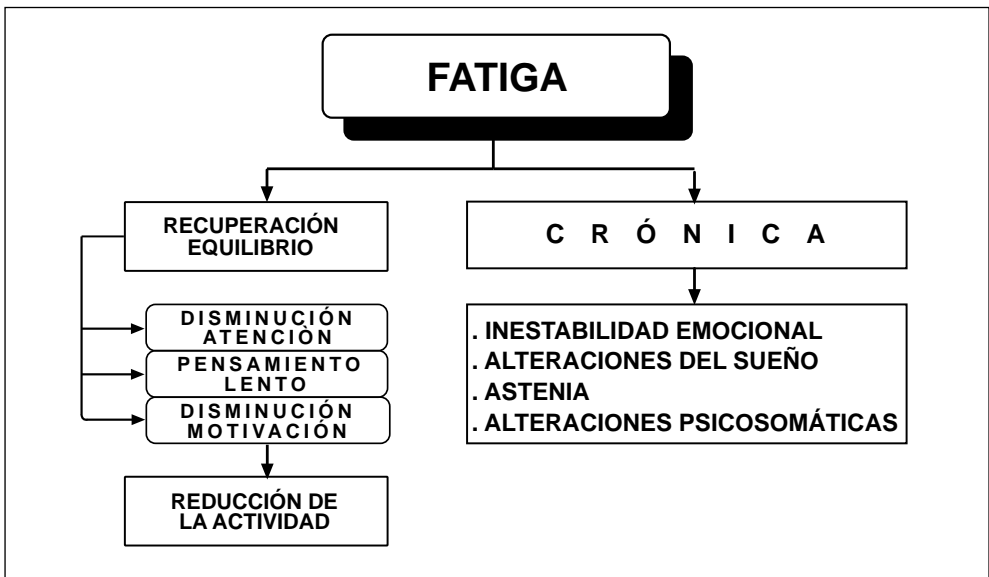 FATIGA
RECUPERACIÓN
EQUILIBRIO
DISMINUCIÓN
ATENCIÒN
PENSAMIENTO
LENTO
DISMINUCIÓN
MOTIVACIÓN
REDUCCIÓN DE
LA ACTIVIDAD
C R Ó N I C A
. INESTABILIDAD EMOCIONAL
. ALTERACIONES DEL SUEÑO
. ASTENIA
. ALTERACIONES PSICOSOMÁTICAS